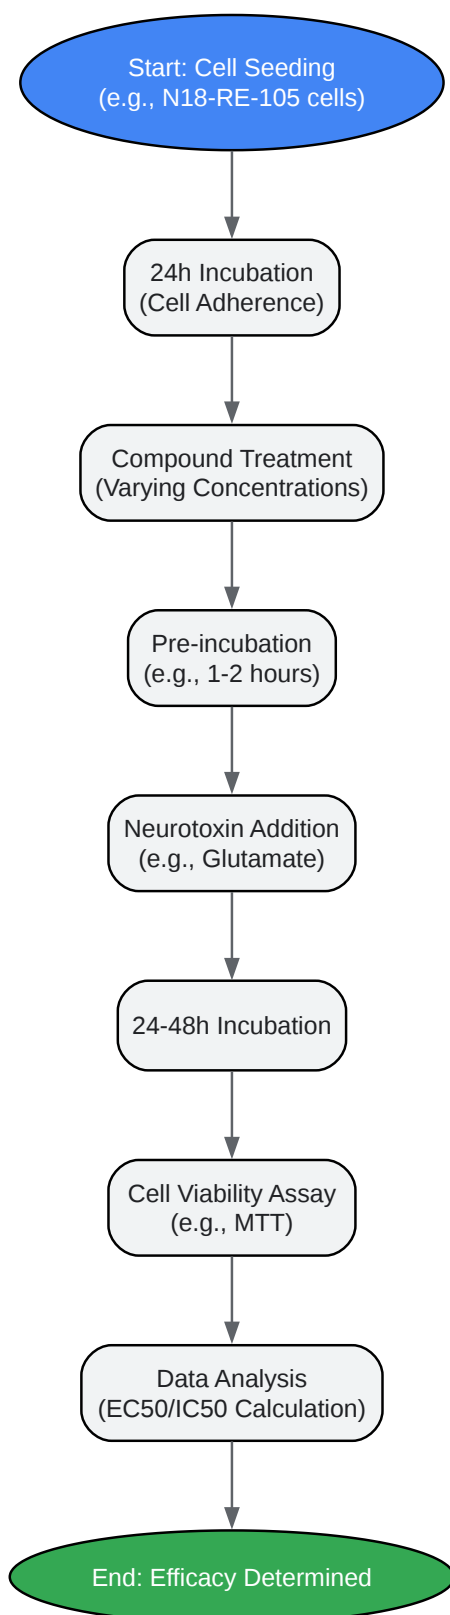 Start: Cell Seeding
(e.g., N18-RE-105 cells)
24h Incubation
(Cell Adherence)
Compound Treatment
(Varying Concentrations)
Pre-incubation
(e.g., 1-2 hours)
Neurotoxin Addition
(e.g., Glutamate)
24-48h Incubation
Cell Viability Assay
(e.g., MTT)
Data Analysis
(EC50/IC50 Calculation)
End: Efficacy Determined